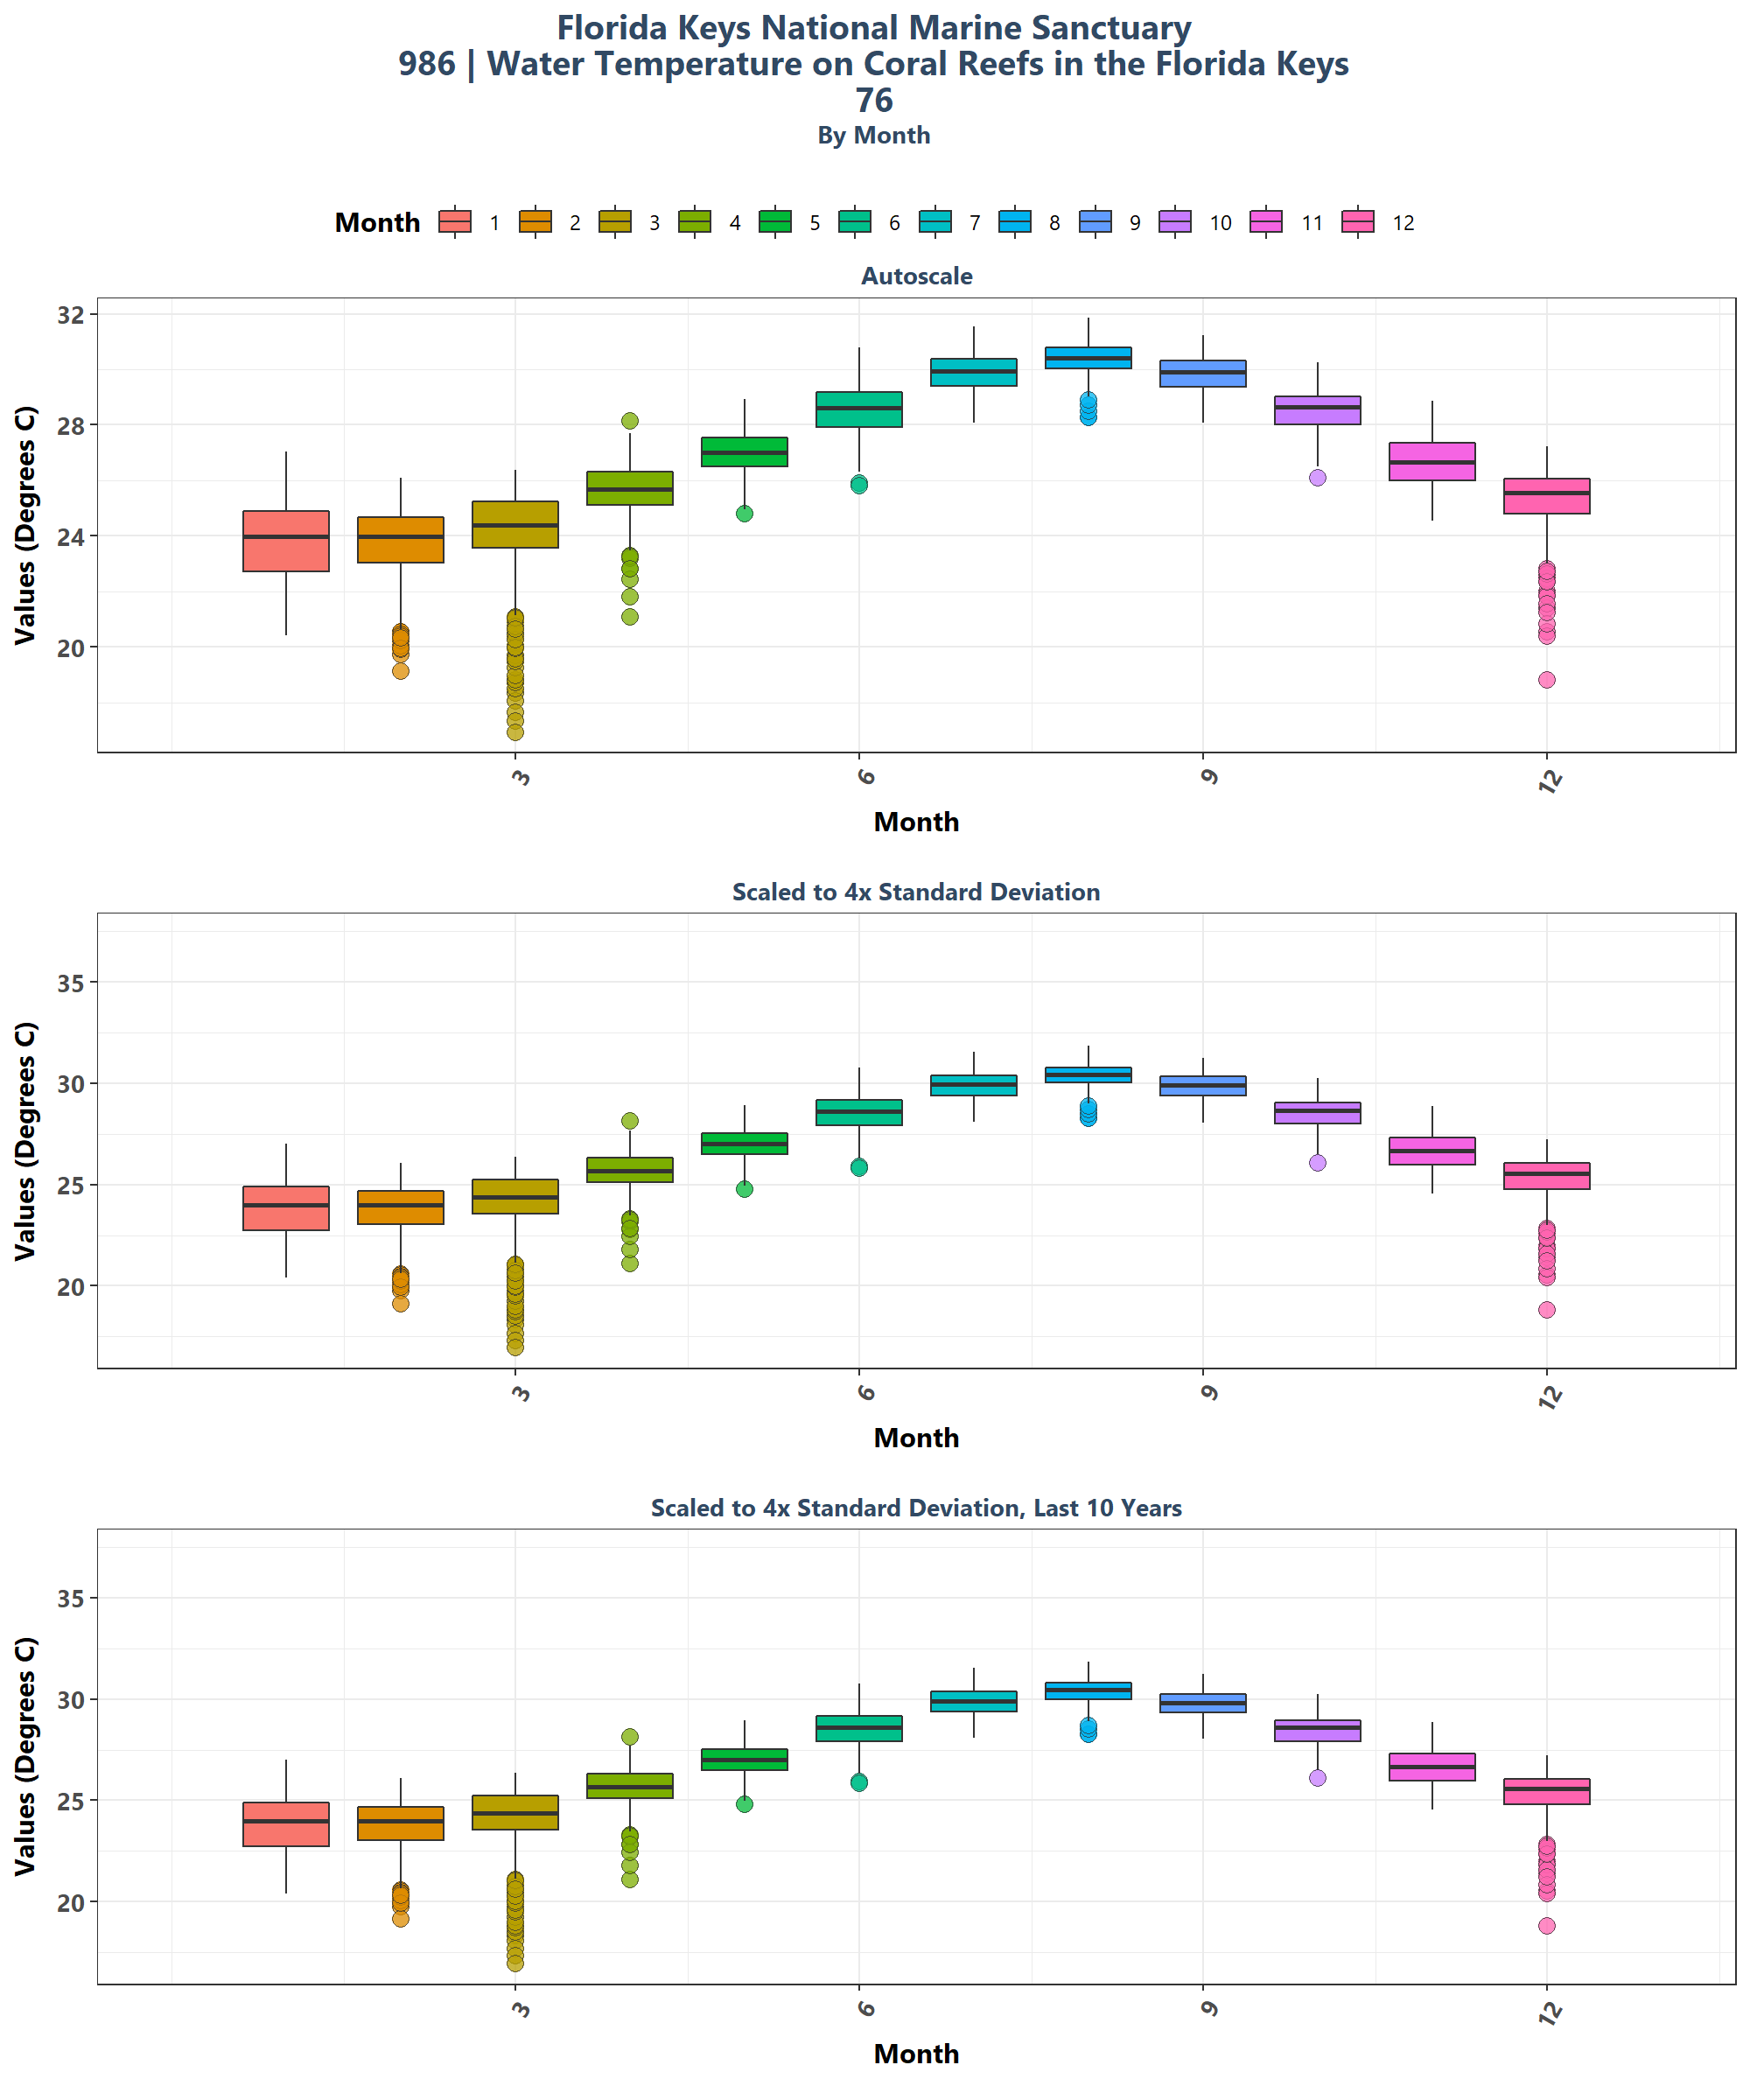 Florida Keys National Marine Sanctuary
986 | Water Temperature on Coral Reefs in the Florida Keys
76
By Month
Month 1 2 3 4 5 6 7 8 9 10 11 12
Autoscale
Values (Degrees C)
32
28
24
20
3 6 9 12
Month
Scaled to 4x Standard Deviation
Values (Degrees C)
35
30
25
20
3 6 9 12
Month
Scaled to 4x Standard Deviation, Last 10 Years
Values (Degrees C)
35
30
25
20
3 6 9 12
Month